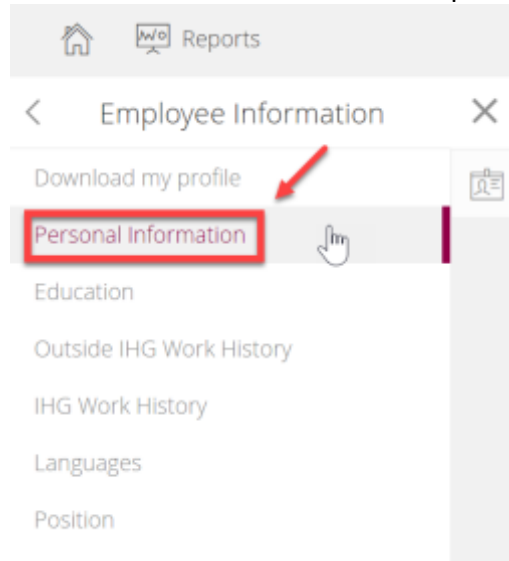 Reports
Employee Information
Download my profile
Personal Information
Education
Outside IHG Work History
IHG Work History
Languages
Position